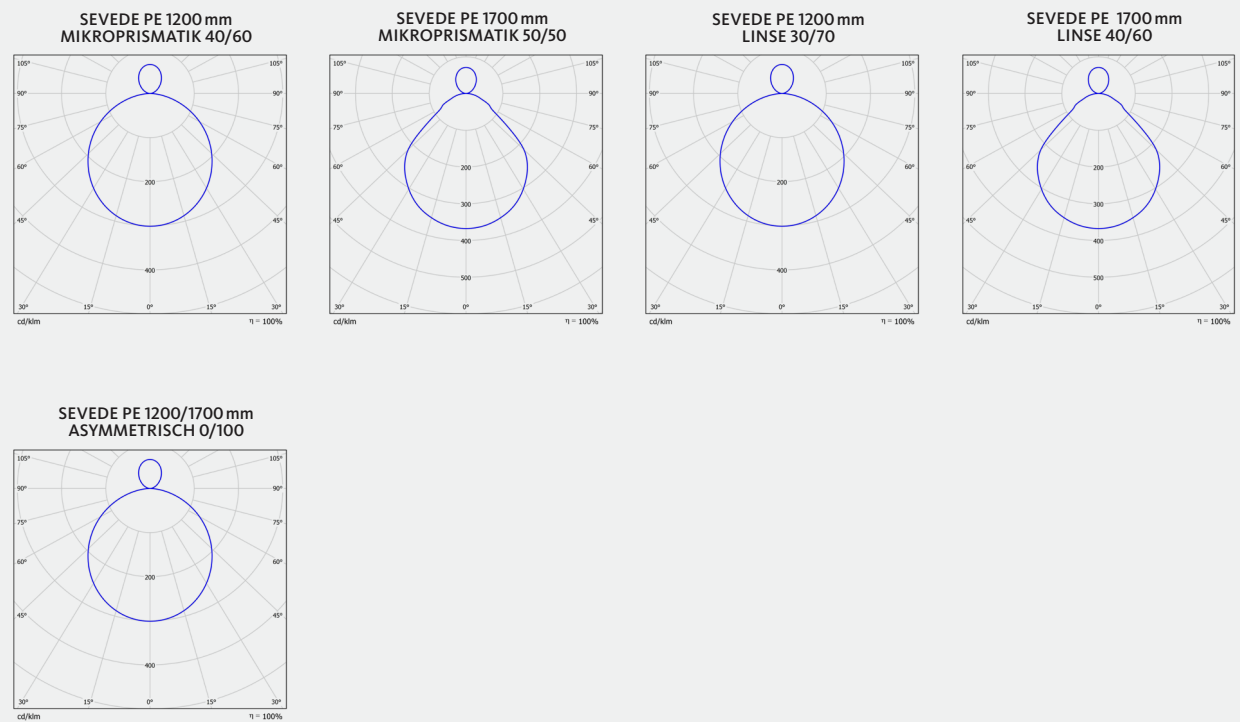 SEVEDE PE 1200 mm
MIKROPRISMATIK 40/60
105° 105°
90° 90°
75° 75°
60° 60°
200
45° 45°
400
30° 15° 0° 15° 30°
cd/klm η = 100%
SEVEDE PE 1700 mm
MIKROPRISMATIK 50/50
105° 105°
90° 90°
75° 75°
60° 200 60°
300
45° 45°
400
500
30° 15° 0° 15° 30°
cd/klm η = 100%
SEVEDE PE 1200 mm
LINSE 30/70
105° 105°
90° 90°
75° 75°
60° 60°
200
45° 45°
400
30° 15° 0° 15° 30°
cd/klm η = 100%
SEVEDE PE 1700 mm
LINSE 40/60
105° 105°
90° 90°
75° 75°
60° 200 60°
300
45° 45°
400
500
30° 15° 0° 15° 30°
cd/klm η = 100%
SEVEDE PE 1200/1700 mm
ASYMMETRISCH 0/100
105° 105°
90° 90°
75° 75°
60° 60°
200
45° 45°
400
30° 15° 0° 15° 30°
cd/klm η = 100%